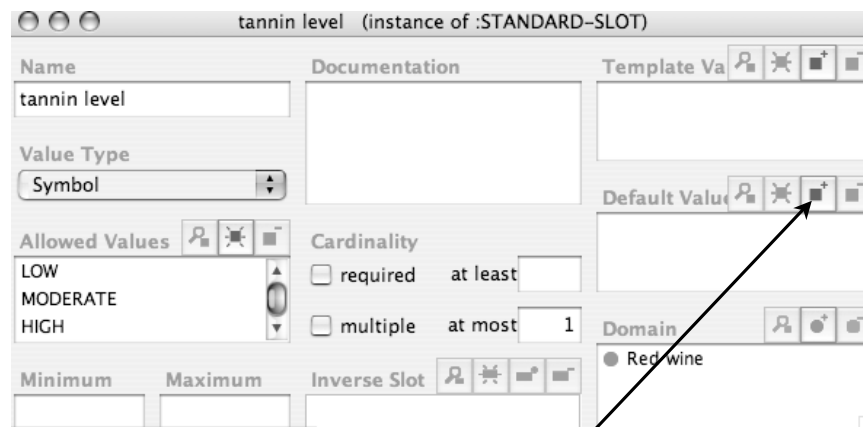 tannin level (instance of :STANDARD-SLOT)
Name
Documentation
Template Va
tannin level
Value Type
Symbol
Default Value
Allowed Values
Cardinality
LOW
MODERATE
HIGH
required at least
multiple at most 1
Domain
Red wine
Minimum
Maximum
Inverse Slot